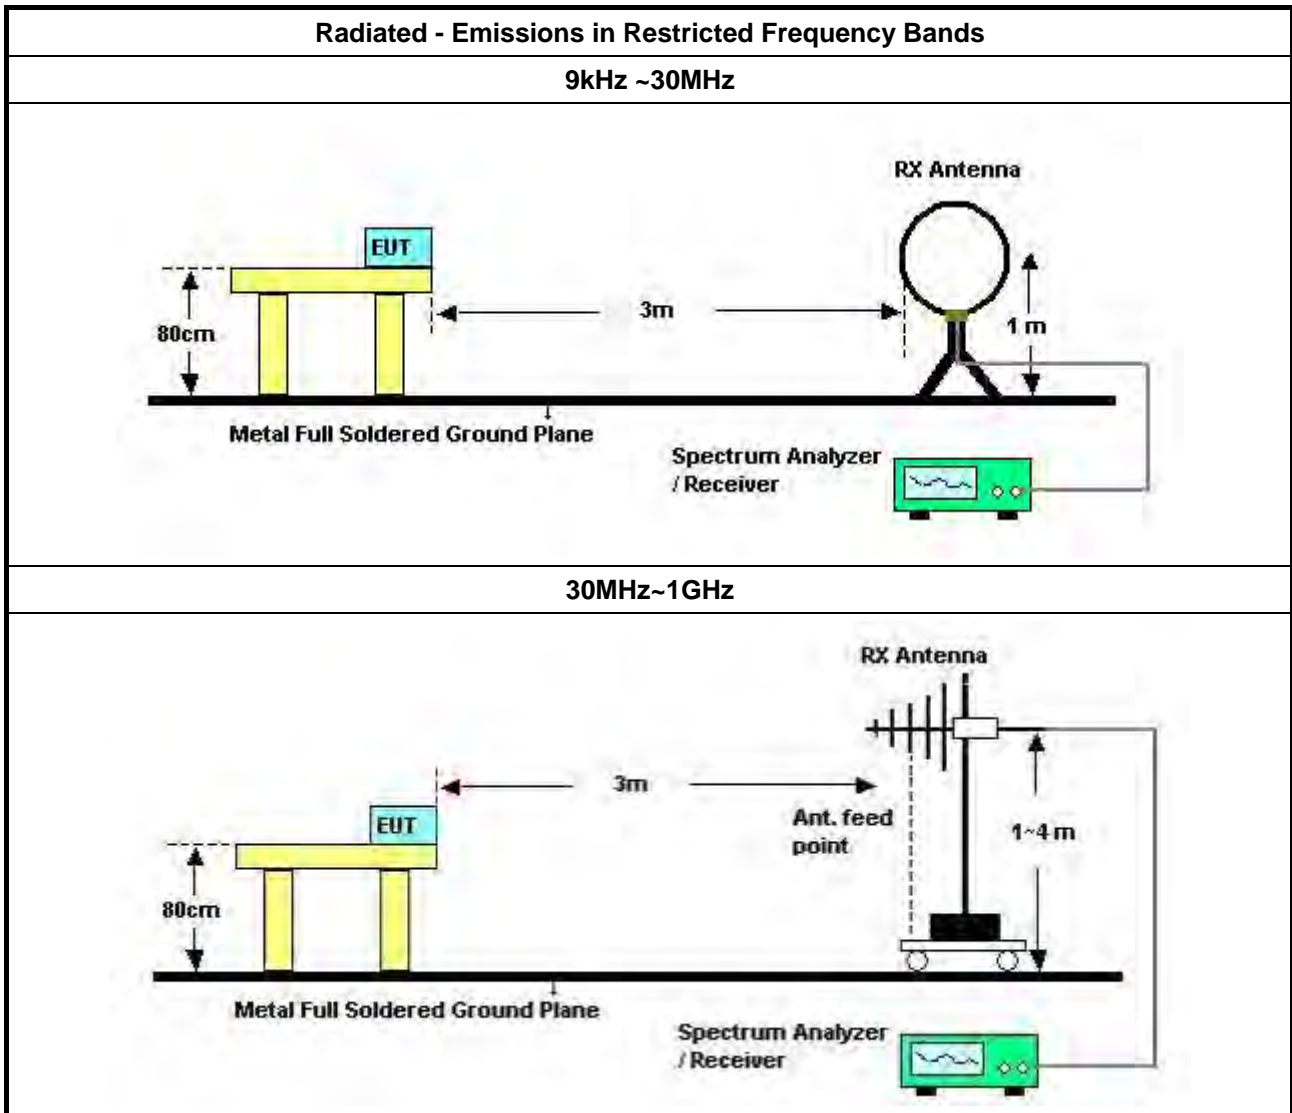 Radiated - Emissions in Restricted Frequency Bands
9kHz ~30MHz
RX Antenna
EUT
3m
1 m
80cm
Metal Full Soldered Ground Plane
Spectrum Analyzer
/ Receiver
30MHz~1GHz
RX Antenna
3m
Ant. feed
point
EUT
1~4 m
80cm
Metal Full Soldered Ground Plane
Spectrum Analyzer
/ Receiver